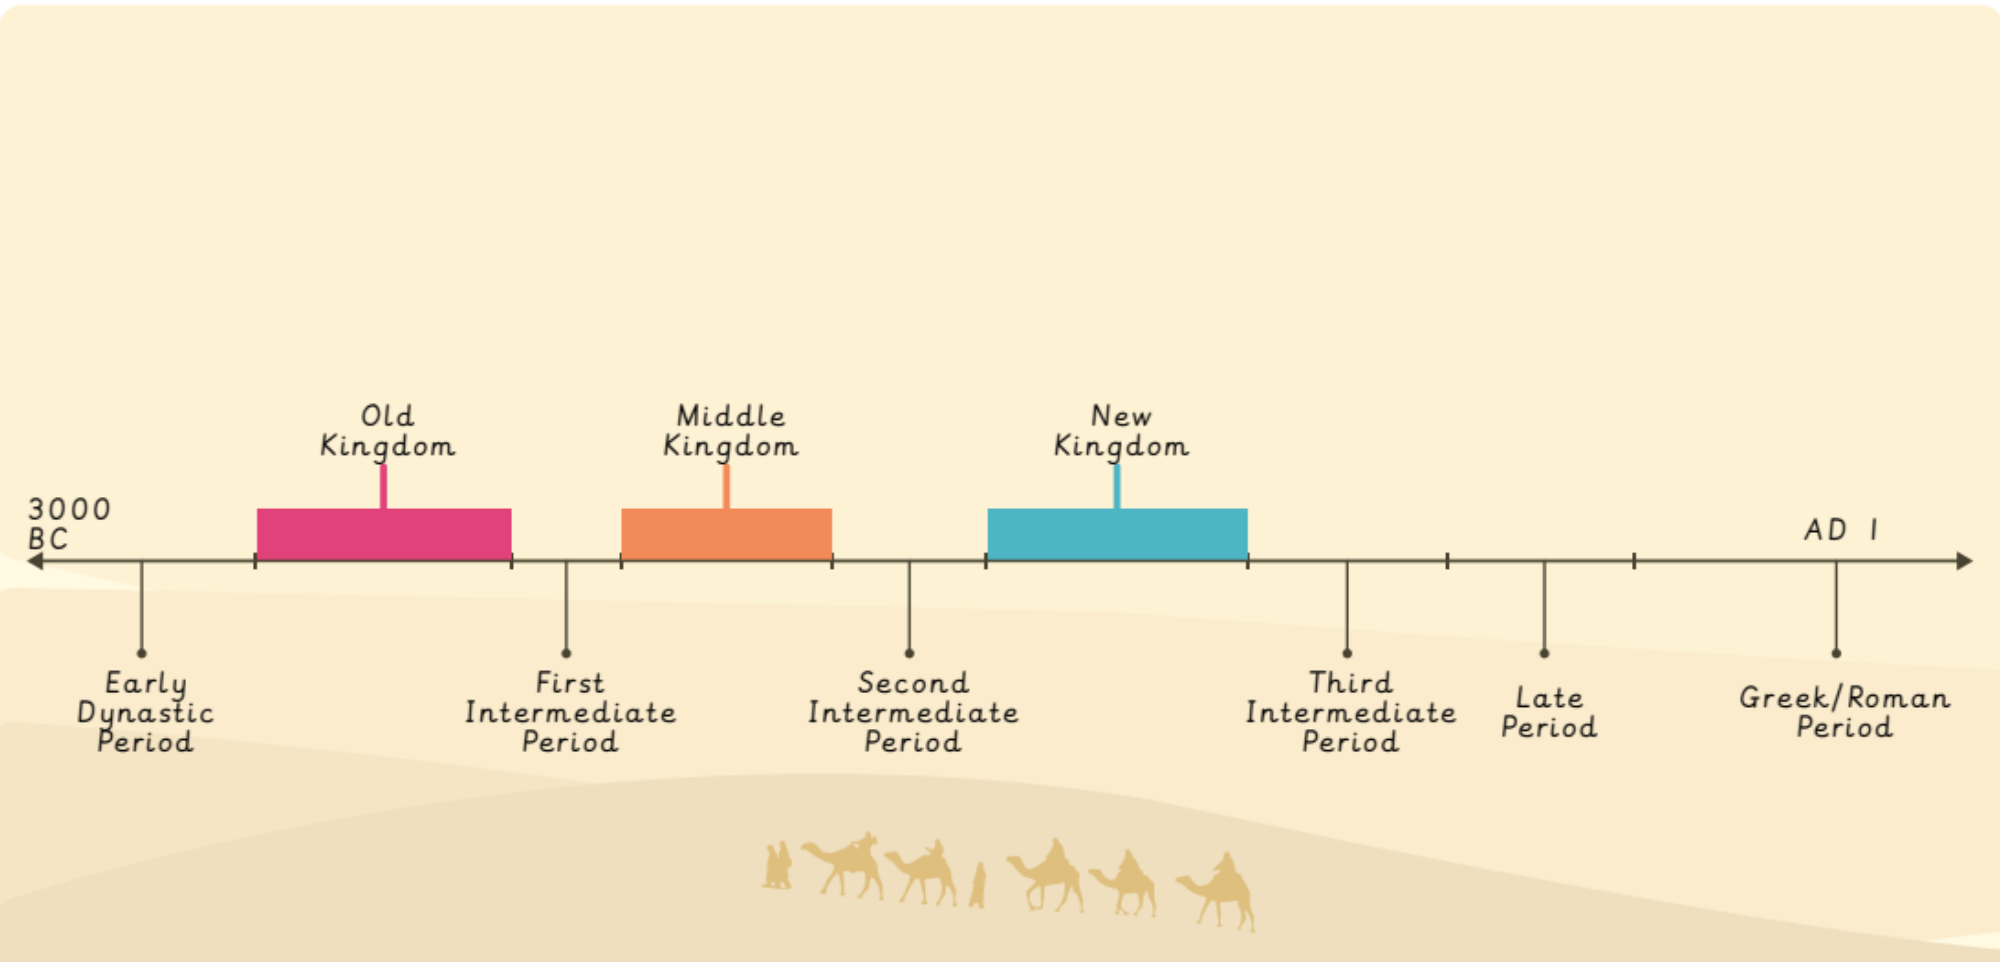 Old
Kingdom
Middle
Kingdom
New
Kingdom
3000
BC
AD 1
Early
Dynastic
Period
First
Intermediate
Period
Second
Intermediate
Period
Third
Intermediate
Period
Late
Period
Greek/Roman
Period